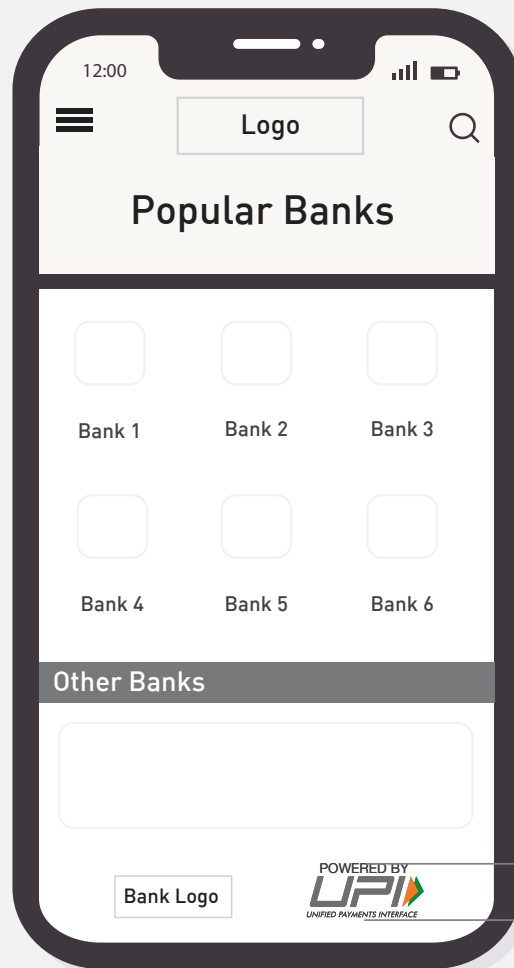 12:00
Logo
Popular Banks
Bank 1 Bank 2 Bank 3
Bank 4 Bank 5 Bank 6
Other Banks
Bank Logo
POWERED BY
UPI
UNIFIED PAYMENTS INTERFACE